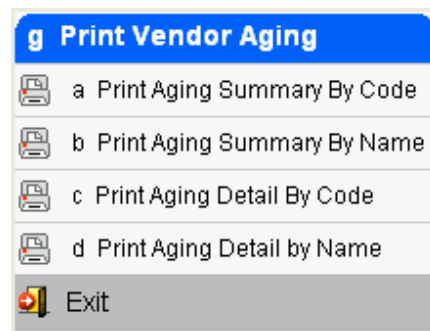 g Print Vendor Aging
a Print Aging Summary By Code
b Print Aging Summary By Name
c Print Aging Detail By Code
d Print Aging Detail by Name
Exit